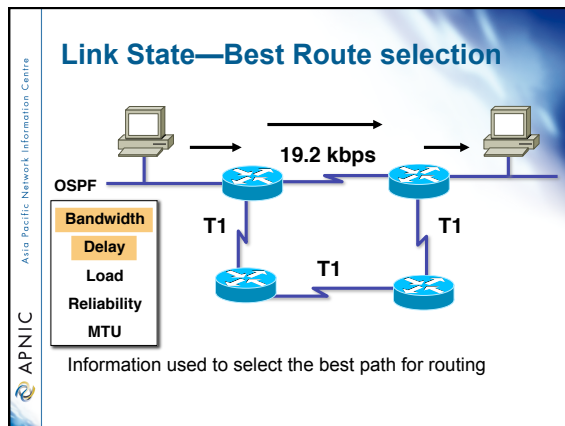 Link State—Best Route selection
Asia Pacific Network Information Centre
APNIC
19.2 kbps
OSPF
Bandwidth
Delay
Load
Reliability
MTU
T1
T1
T1
Information used to select the best path for routing